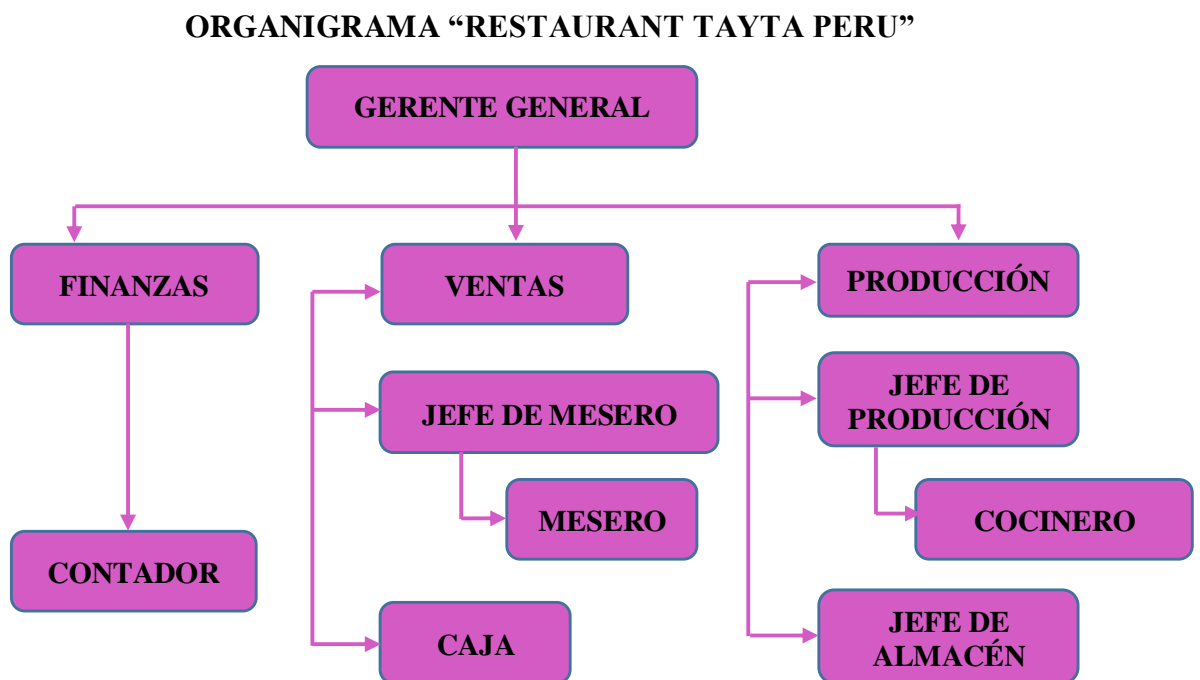 ORGANIGRAMA “RESTAURANT TAYTA PERU”
GERENTE GENERAL
FINANZAS
VENTAS
PRODUCCIÓN
JEFE DE MESERO
JEFE DE
PRODUCCIÓN
MESERO
COCINERO
CONTADOR
CAJA
JEFE DE
ALMACÉN